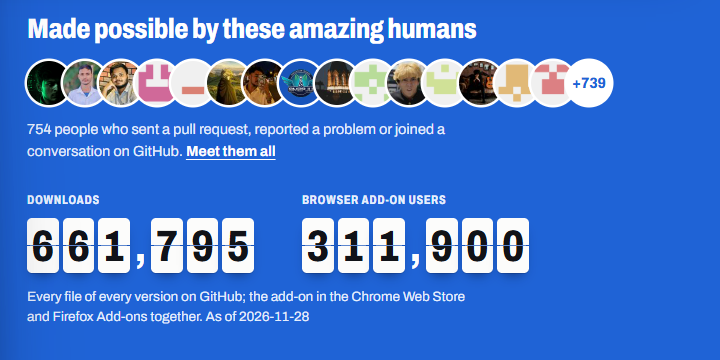 Made possible by these amazing humans
+739
754 people who sent a pull request, reported a problem or joined a
conversation on GitHub. Meet them all
DOWNLOADS
661,795
BROWSER ADD-ON USERS
311,900
Every file of every version on GitHub; the add-on in the Chrome Web Store
and Firefox Add-ons together. As of 2026-11-28